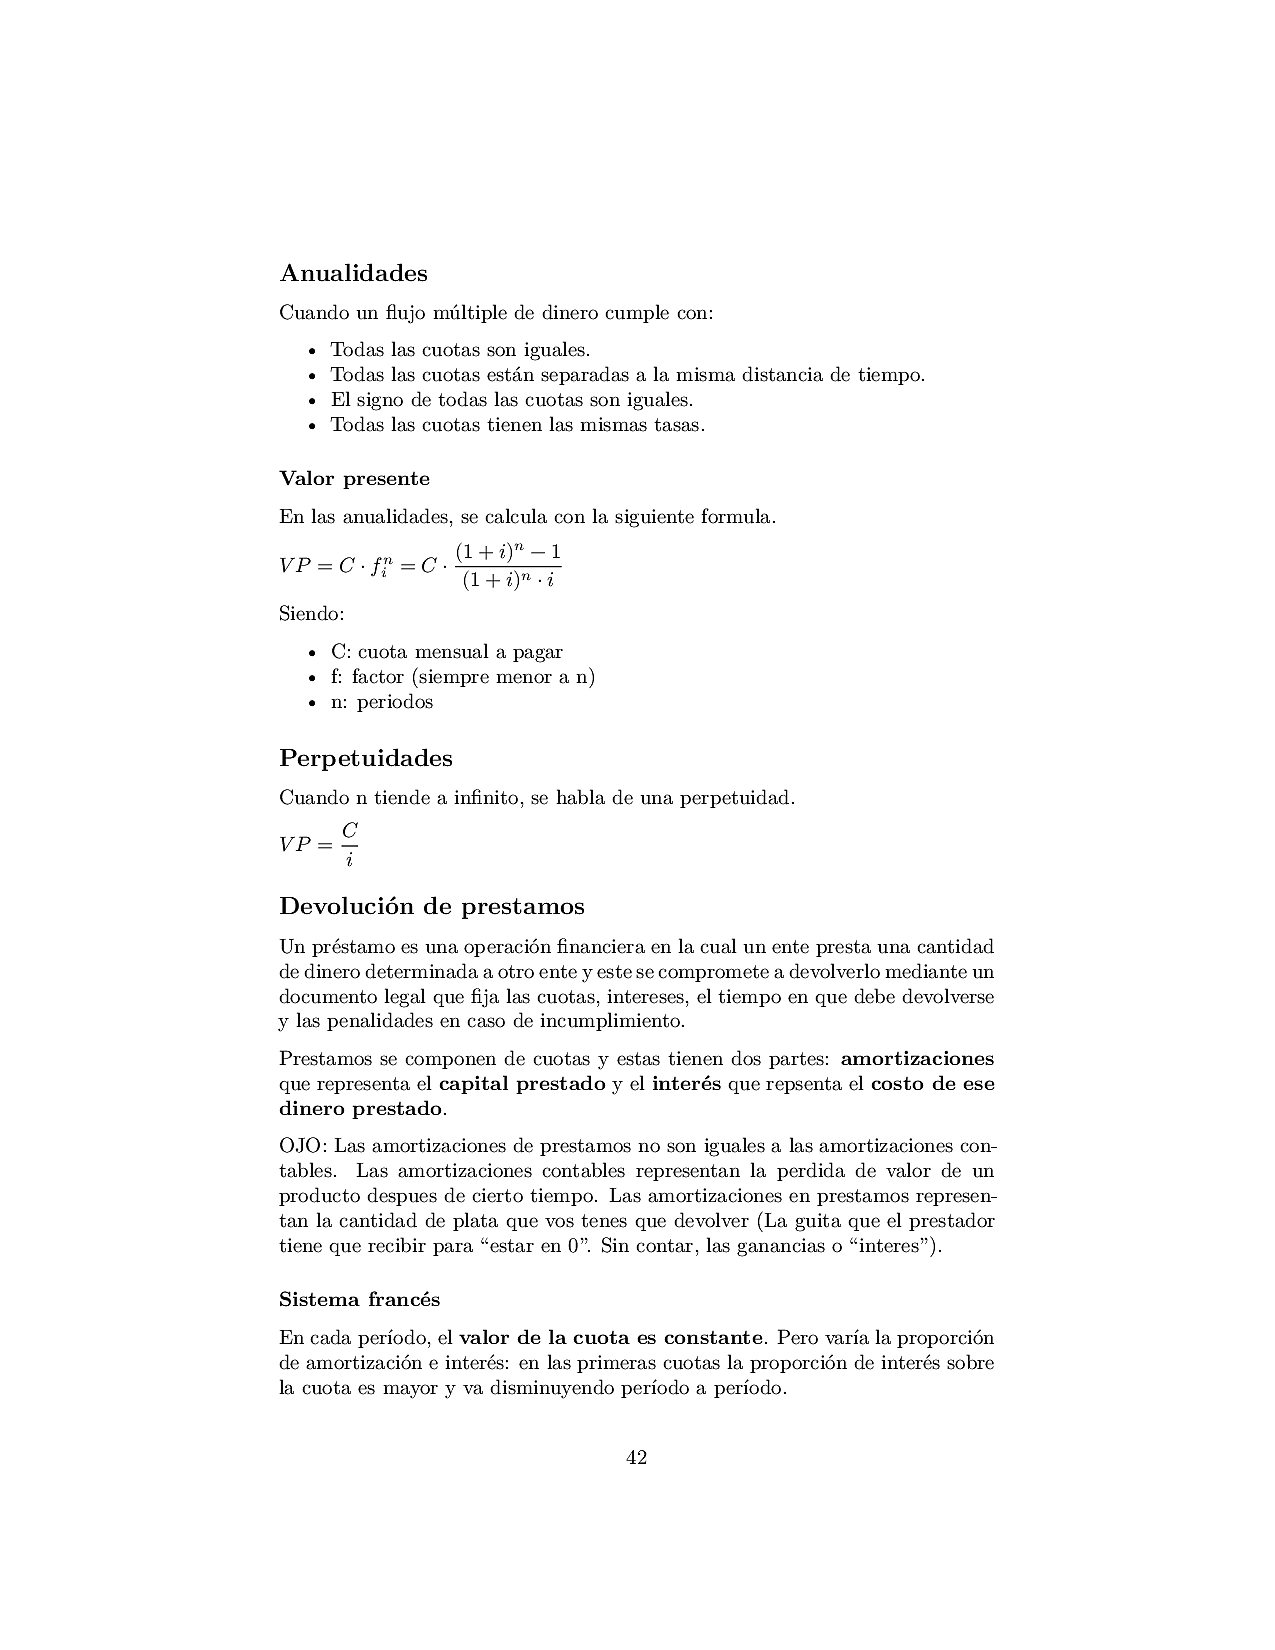 Anualidades
Cuando un flujo múltiple de dinero cumple con:
• Todas las cuotas son iguales.
• Todas las cuotas están separadas a la misma distancia de tiempo.
• El signo de todas las cuotas son iguales.
• Todas las cuotas tienen las mismas tasas.
Valor presente
En las anualidades, se calcula con la siguiente formula.
$VP = C \cdot f_i^n = C \cdot \frac{(1+i)^n - 1}{(1+i)^n \cdot i}$
Siendo:
• C: cuota mensual a pagar
• f: factor (siempre menor a n)
• n: periodos
Perpetuidades
Cuando n tiende a infinito, se habla de una perpetuidad.
$VP = \frac{C}{i}$
Devolución de prestamos
Un préstamo es una operación financiera en la cual un ente presta una cantidad
de dinero determinada a otro ente y este se compromete a devolverlo mediante un
documento legal que fija las cuotas, intereses, el tiempo en que debe devolverse
y las penalidades en caso de incumplimiento.
Prestamos se componen de cuotas y estas tienen dos partes: amortizaciones
que representa el capital prestado y el interés que repsenta el costo de ese
dinero prestado.
OJO: Las amortizaciones de prestamos no son iguales a las amortizaciones con-
tables. Las amortizaciones contables representan la perdida de valor de un
producto despues de cierto tiempo. Las amortizaciones en prestamos represen-
tan la cantidad de plata que vos tenes que devolver (La guita que el prestador
tiene que recibir para “estar en 0”. Sin contar, las ganancias o “interes”).
Sistema francés
En cada período, el valor de la cuota es constante. Pero varía la proporción
de amortización e interés: en las primeras cuotas la proporción de interés sobre
la cuota es mayor y va disminuyendo período a período.
42